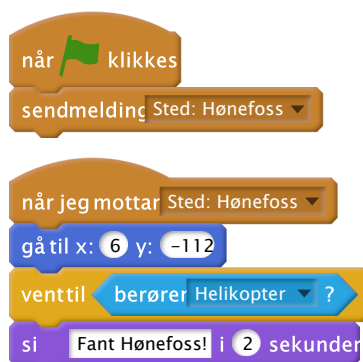 når klikkes
sendmelding Sted: Hønefoss
når jeg mottar Sted: Hønefoss
gå til x: 6 y: -112
vent til berører Helikopter ?
si Fant Hønefoss! i 2 sekunder